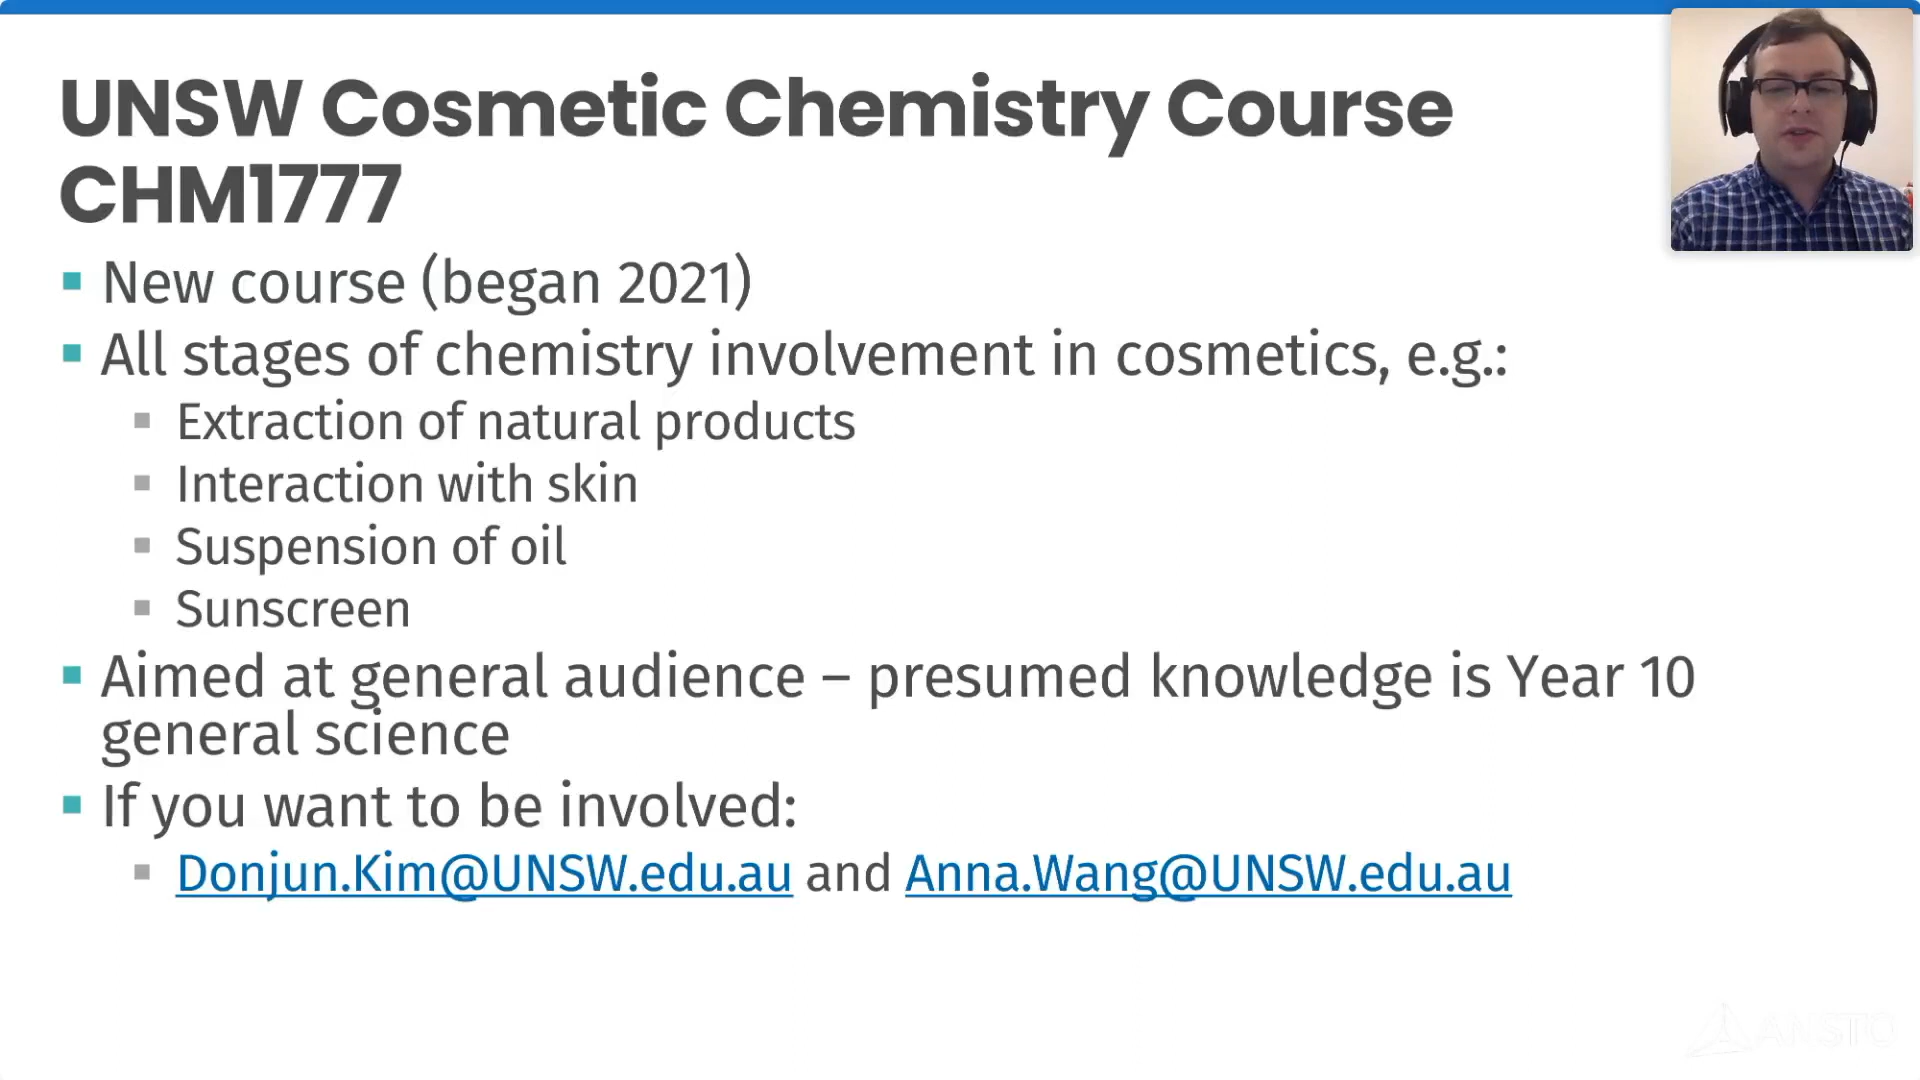 UNSW Cosmetic Chemistry Course
CHM1777
New course (began 2021)
All stages of chemistry involvement in cosmetics, e.g.:
Extraction of natural products
Interaction with skin
Suspension of oil
Sunscreen
Aimed at general audience – presumed knowledge is Year 10
general science
If you want to be involved:
Donjun.Kim@UNSW.edu.au and Anna.Wang@UNSW.edu.au
ANSTO